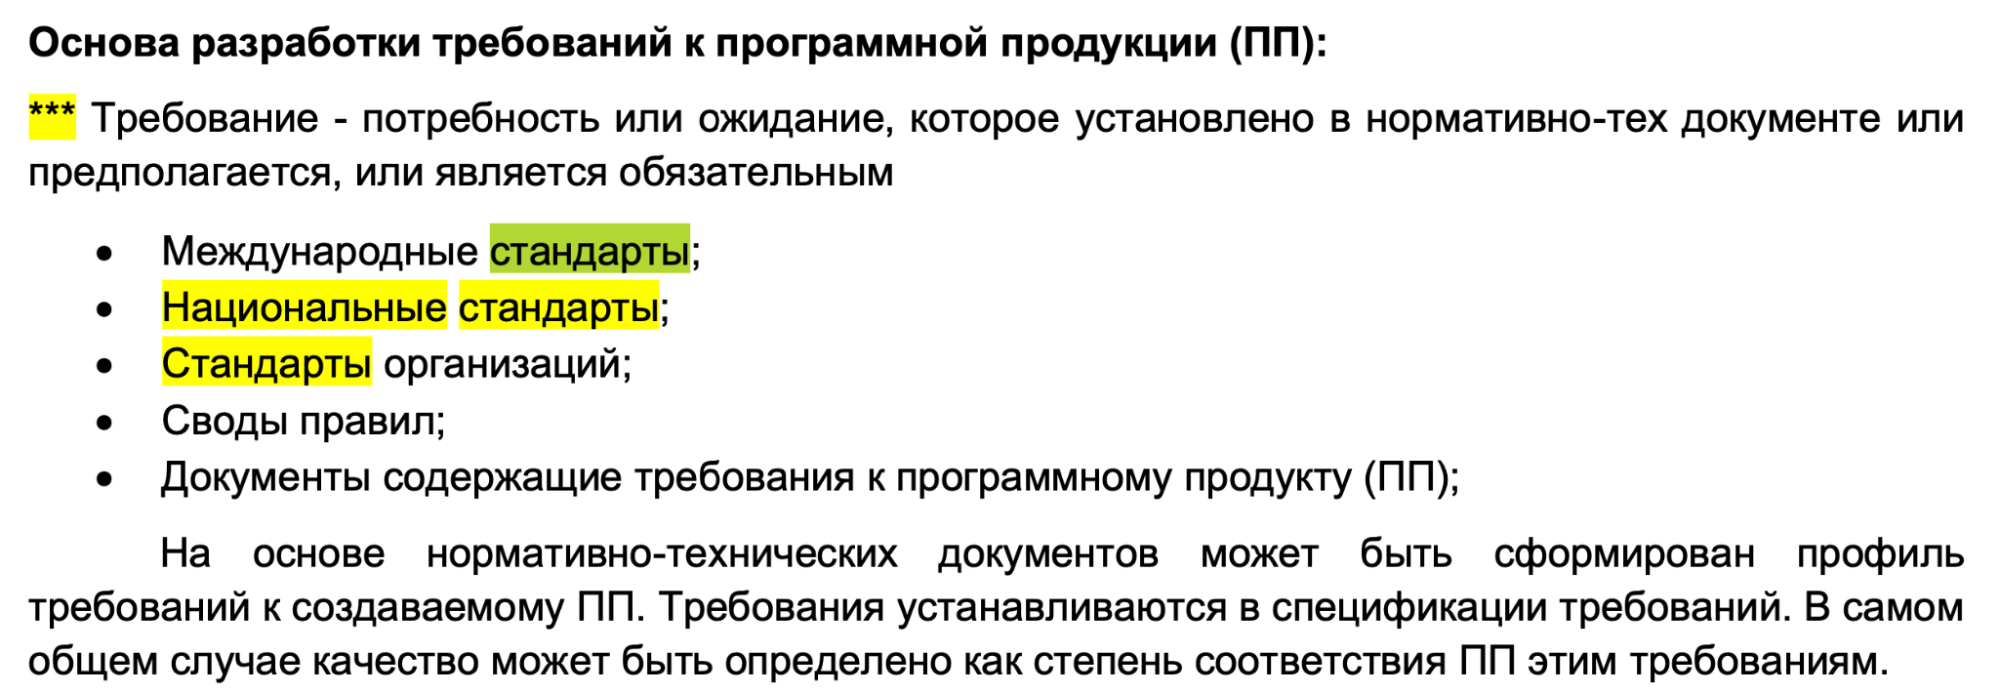 Основа разработки требований к программной продукции (ПП):
*** Требование - потребность или ожидание, которое установлено в нормативно-тех документе или
предполагается, или является обязательным
• Международные стандарты;
• Национальные стандарты;
• Стандарты организаций;
• Своды правил;
• Документы содержащие требования к программному продукту (ПП);
На основе нормативно-технических документов может быть сформирован профиль
требований к создаваемому ПП. Требования устанавливаются в спецификации требований. В самом
общем случае качество может быть определено как степень соответствия ПП этим требованиям.